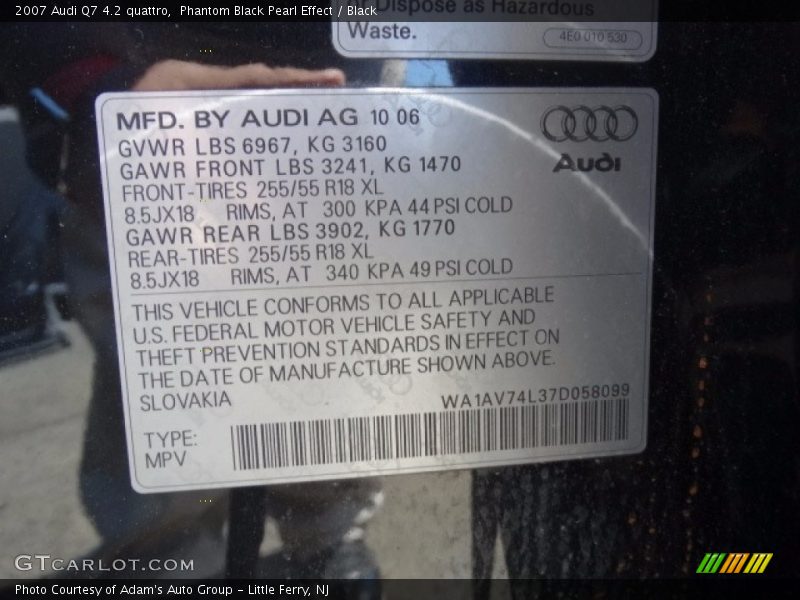 2007 Audi Q7 4.2 quattro, Phantom Black Pearl Effect / Black
Dispose as Hazardous
Waste.
4E0 010 530
MFD. BY AUDI AG 10 06
GVWR LBS 6967, KG 3160
GAWR FRONT LBS 3241, KG 1470
FRONT-TIRES 255/55 R18 XL
8.5JX18 RIMS, AT 300 KPA 44 PSI COLD
GAWR REAR LBS 3902, KG 1770
REAR-TIRES 255/55 R18 XL
8.5JX18 RIMS, AT 340 KPA 49 PSI COLD
Audi
THIS VEHICLE CONFORMS TO ALL APPLICABLE
U.S. FEDERAL MOTOR VEHICLE SAFETY AND
THEFT PREVENTION STANDARDS IN EFFECT ON
THE DATE OF MANUFACTURE SHOWN ABOVE.
SLOVAKIA
WA1AV74L37D058099
TYPE:
MPV
GTCARLOT.COM
Photo Courtesy of Adam's Auto Group - Little Ferry, NJ